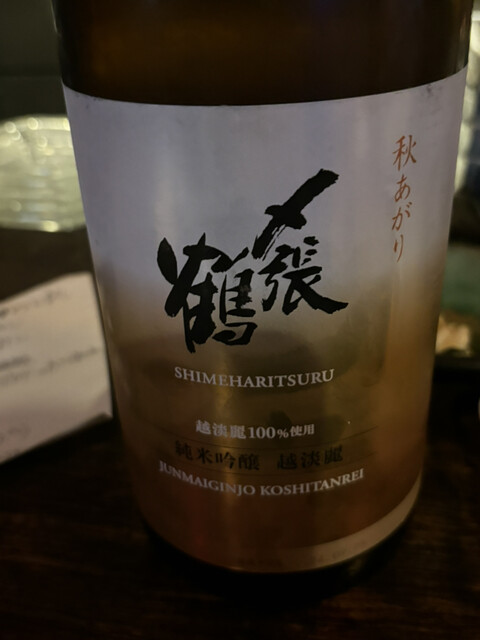 秋あがり
〆張鶴
SHIMEHARITSURU
越淡麗100%使用
純米吟醸 越淡麗
JUNMAIGINJO KOSHITANREI